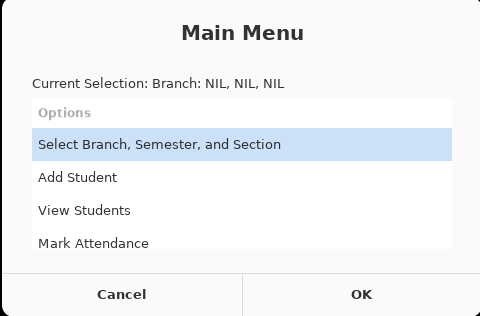 Main Menu
Current Selection: Branch: NIL, NIL, NIL
Options
Select Branch, Semester, and Section
Add Student
View Students
Mark Attendance
Cancel
OK